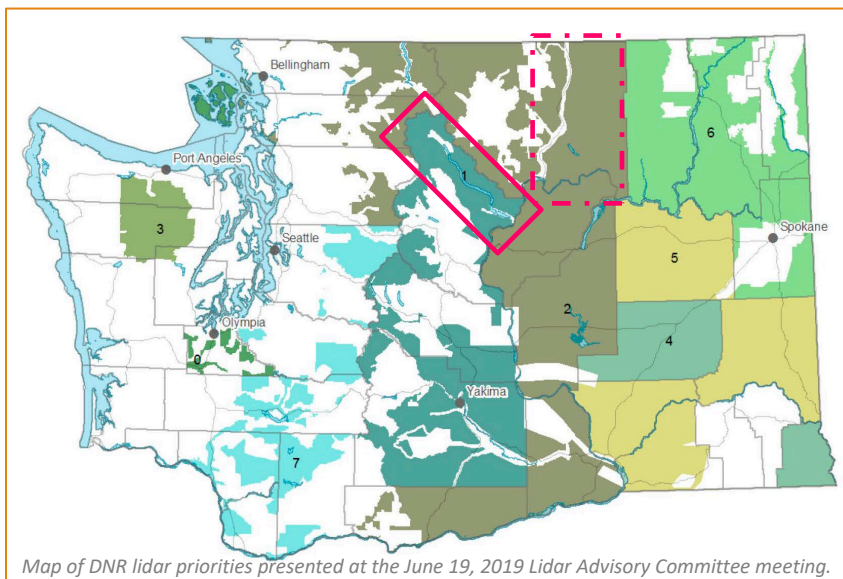 Bellingham
6
Port Angeles
1
3
Spokane
Seattle
5
2
Olympia
4
0
Yakima
7
Map of DNR lidar priorities presented at the June 19, 2019 Lidar Advisory Committee meeting.